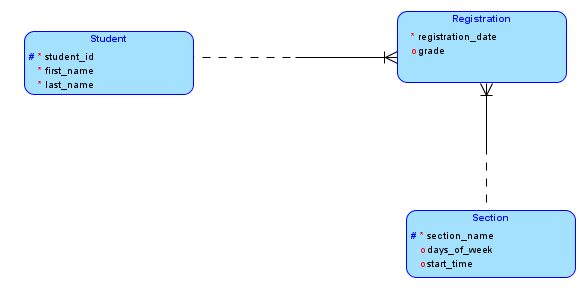 Student
# * student_id
* first_name
* last_name
Registration
* registration_date
o grade
Section
# * section_name
o days_of_week
o start_time